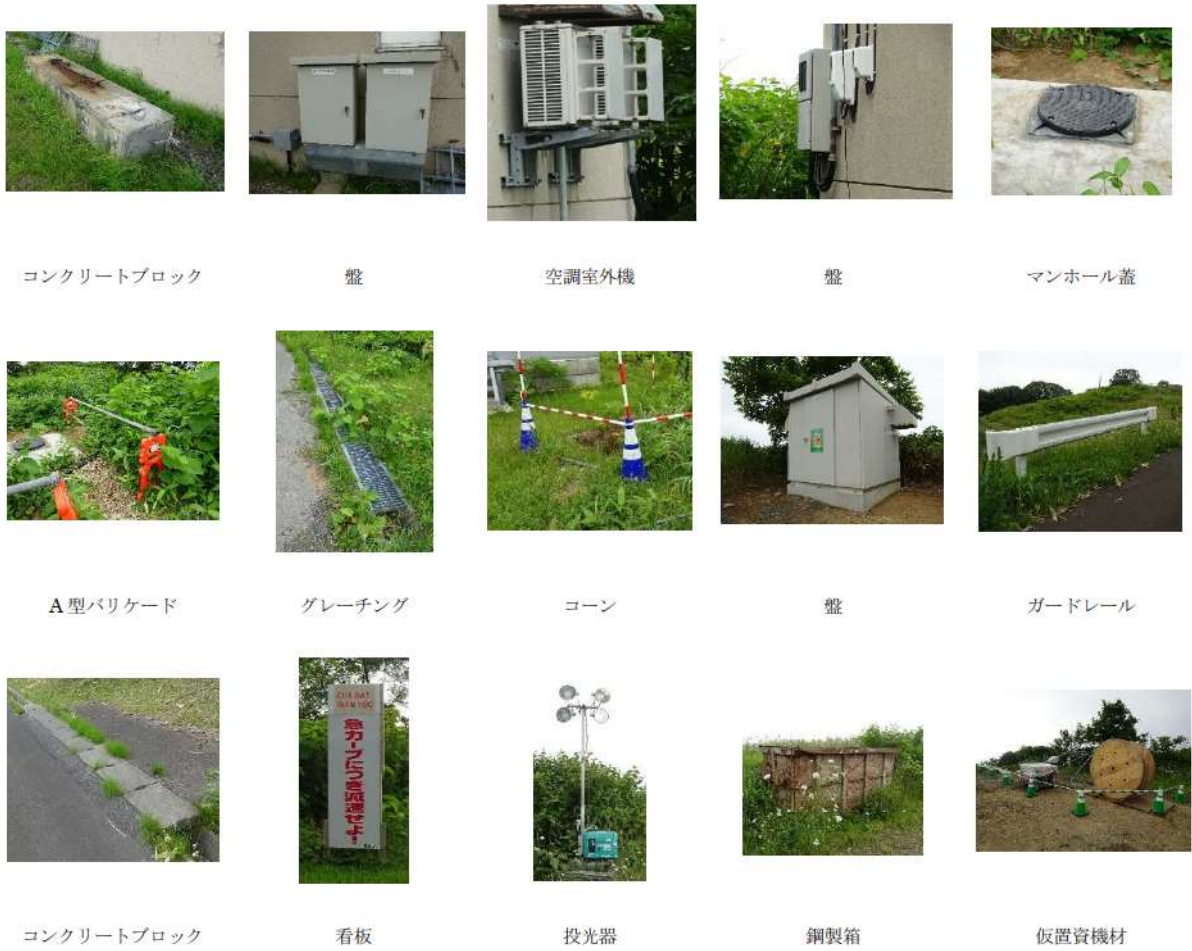 コンクリートブロック
盤
空調室外機
盤
マンホール蓋
A型バリケード
グレーチング
コーン
盤
ガードレール
急カーブにつき減速せよ!
コンクリートブロック
看板
投光器
鋼製箱
仮置資機材